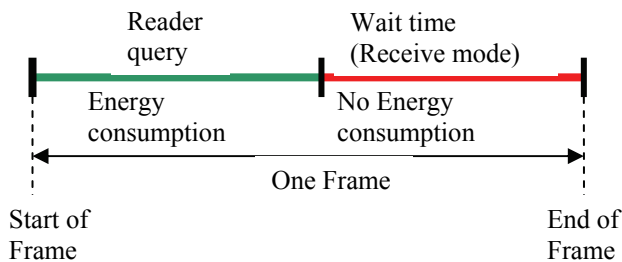 Reader
query
Wait time
(Receive mode)
Energy
consumption
No Energy
consumption
One Frame
Start of
Frame
End of
Frame